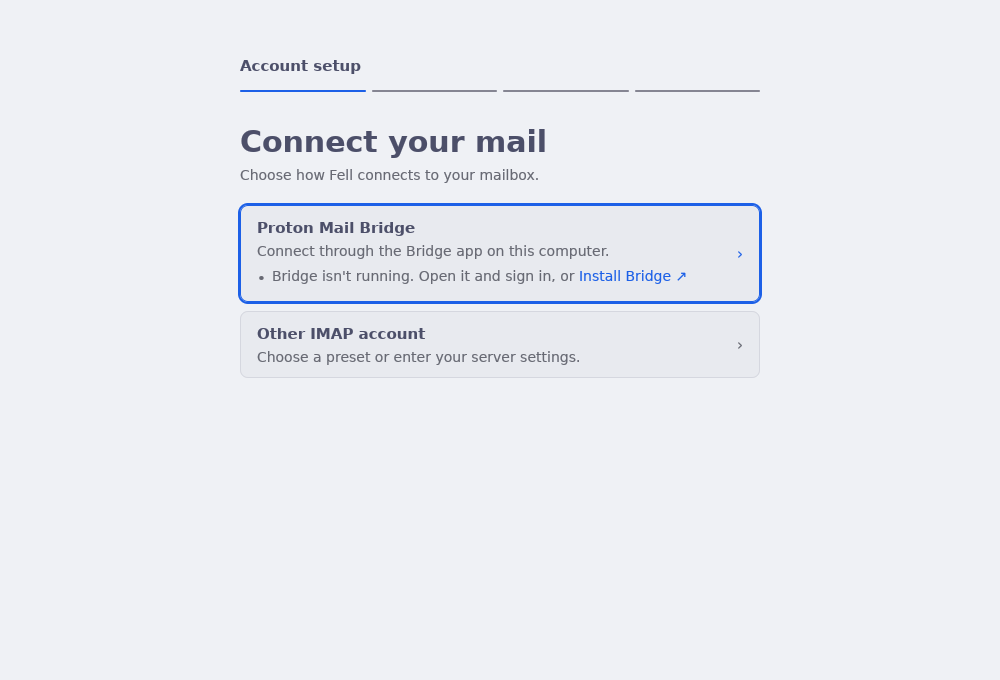 Account setup
Connect your mail
Choose how Fell connects to your mailbox.
Proton Mail Bridge
Connect through the Bridge app on this computer.
• Bridge isn't running. Open it and sign in, or Install Bridge ↗
›
Other IMAP account
Choose a preset or enter your server settings.
›